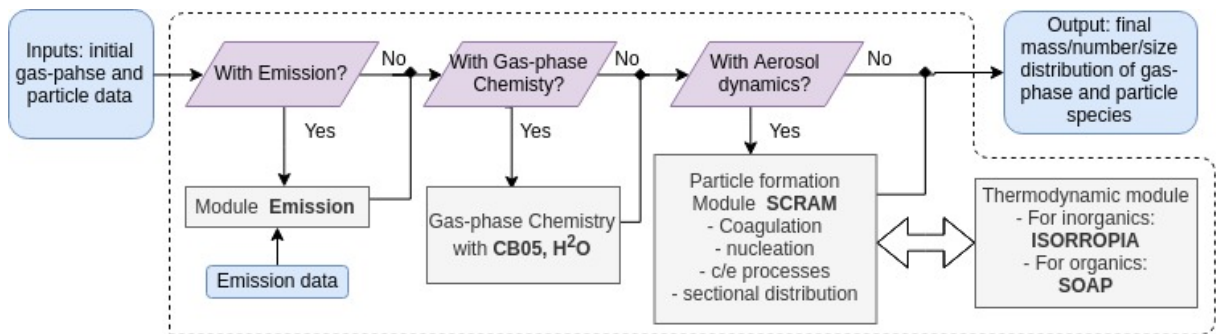 Inputs: initial
gas-pahse and
particle data
With Emission?
No
Yes
Module Emission
Emission data
With Gas-phase
Chemisty?
No
Yes
Gas-phase Chemistry
with CB05, H²O
With Aerosol
dynamics?
No
Yes
Particle formation
Module SCRAM
- Coagulation
- nucleation
- c/e processes
- sectional distribution
Thermodynamic module
- For inorganics:
ISORROPIA
- For organics:
SOAP
Output: final
mass/number/size
distribution of gas-
phase and particle
species